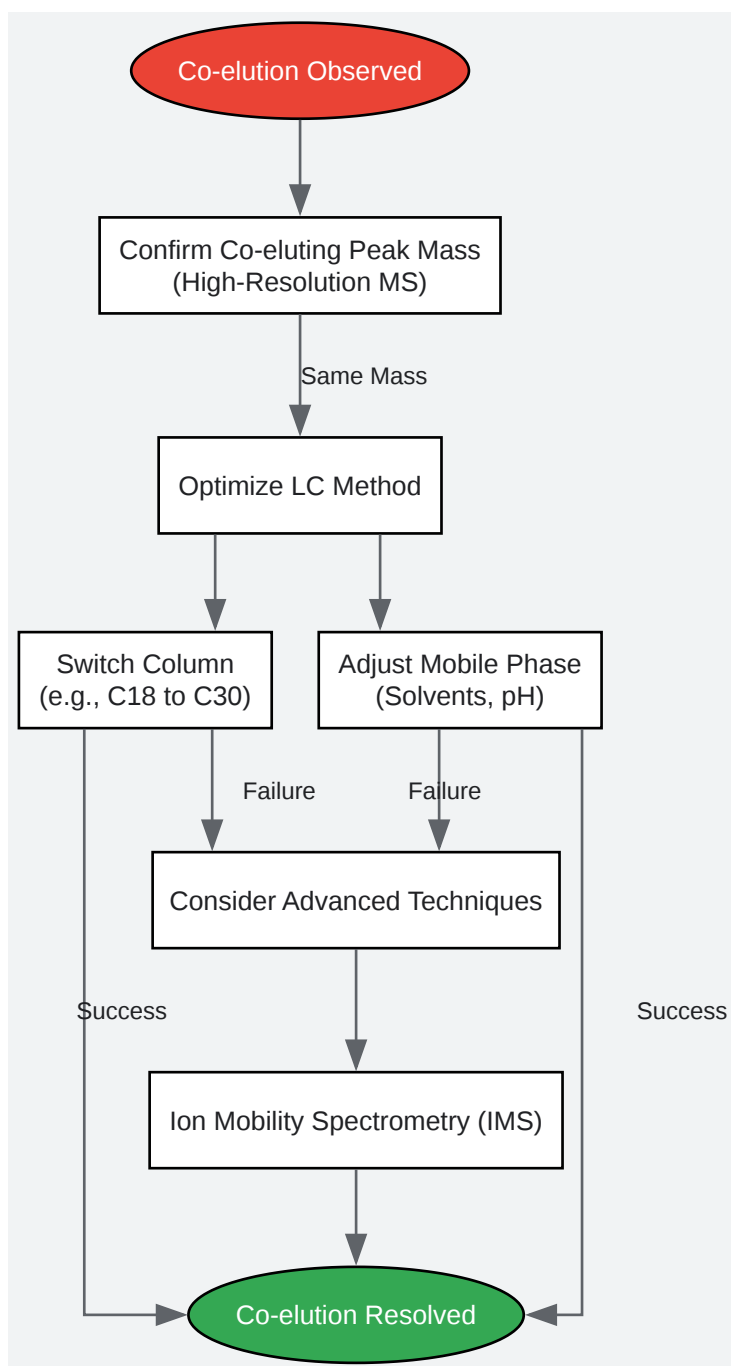 Co-elution Observed
Confirm Co-eluting Peak Mass
(High-Resolution MS)
Same Mass
Optimize LC Method
Switch Column
(e.g., C18 to C30)
Adjust Mobile Phase
(Solvents, pH)
Failure
Failure
Consider Advanced Techniques
Success
Success
Ion Mobility Spectrometry (IMS)
Co-elution Resolved